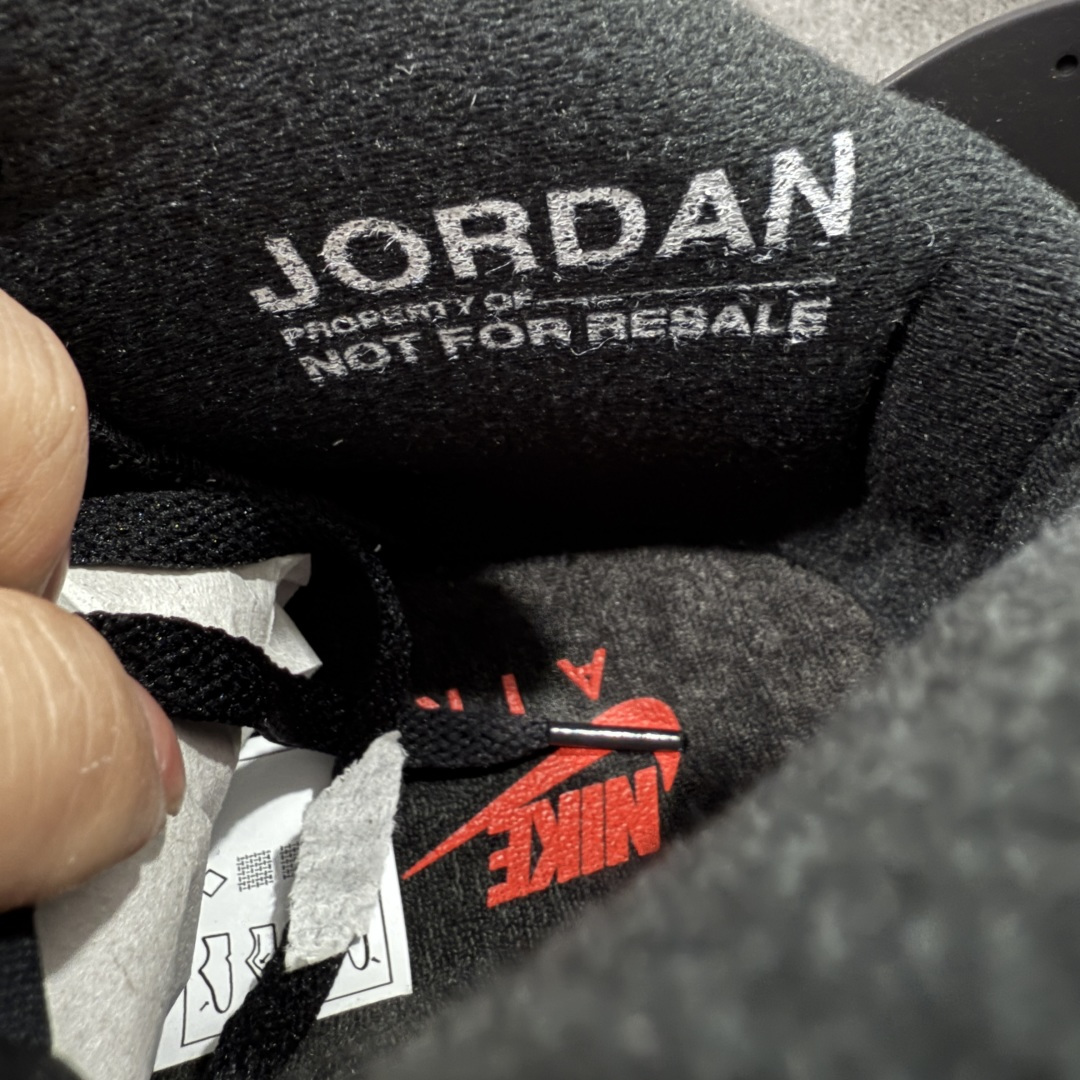 JORDAN
PROPERTY OF
NOT FOR RESALE
AIR
NIKE